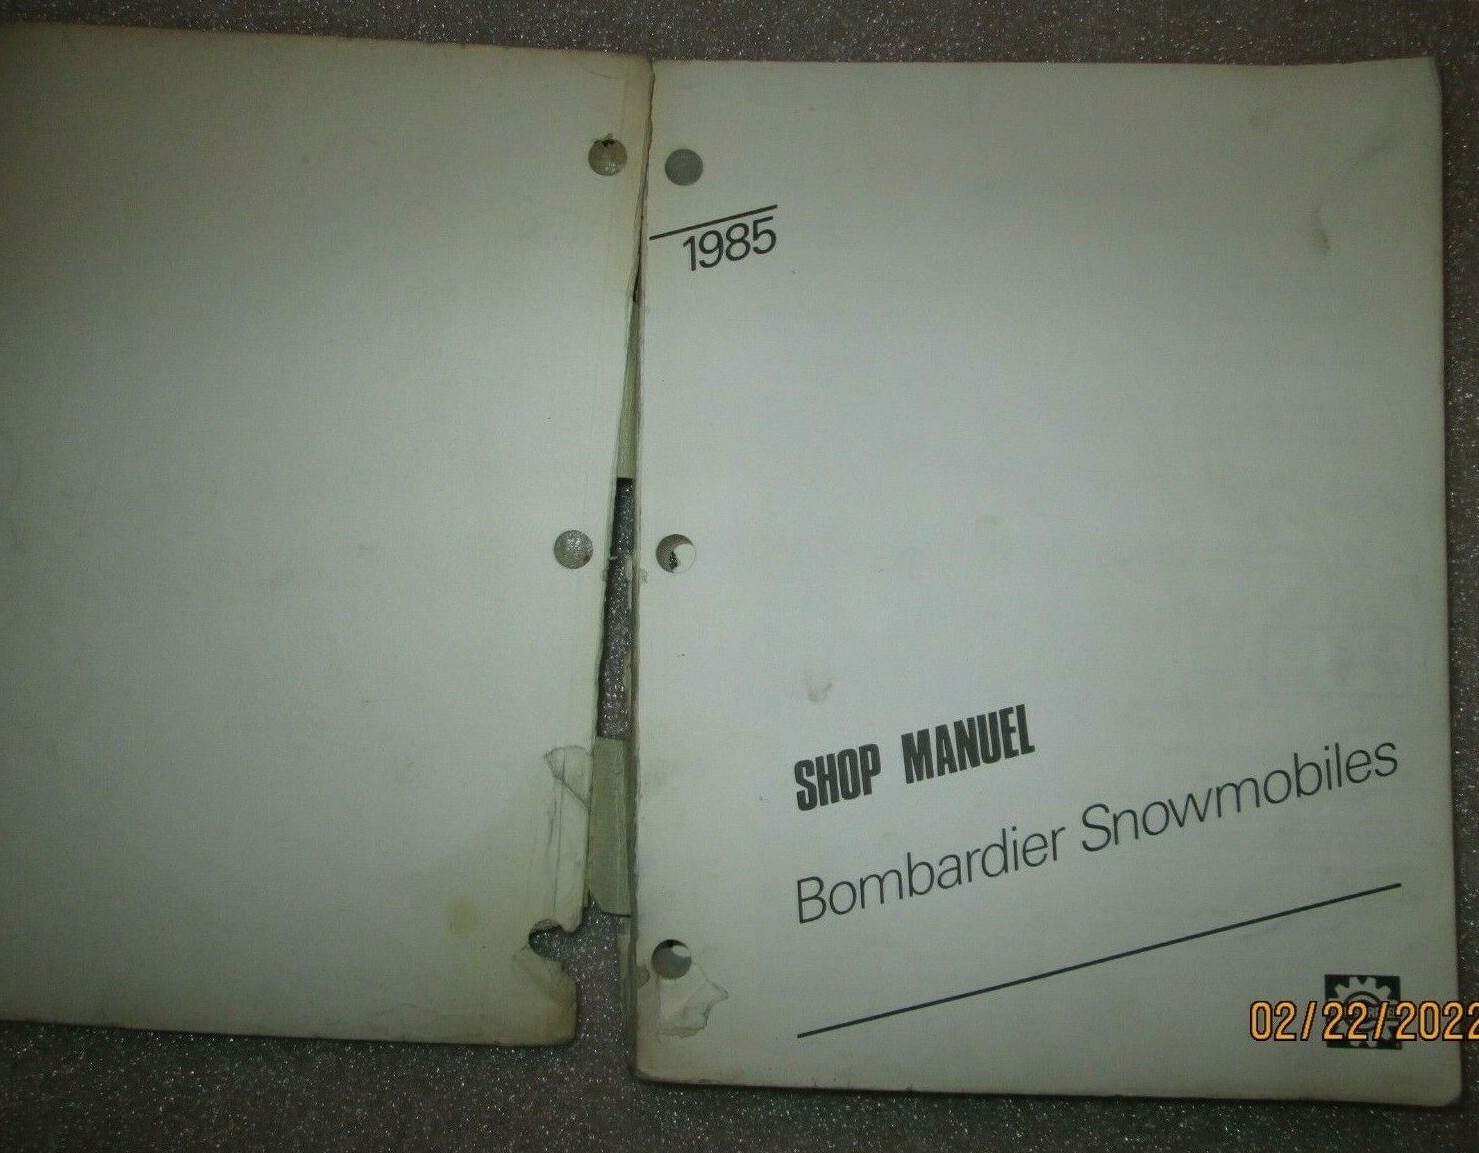 1985
SHOP MANUEL
Bombardier Snowmobiles
02/22/2022